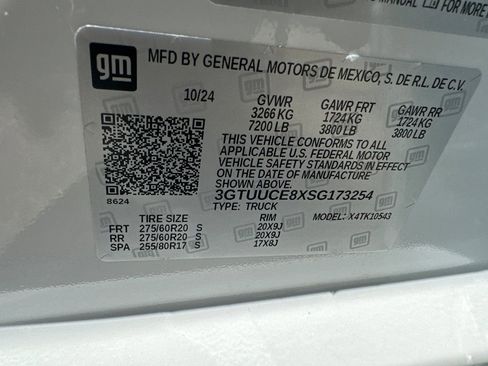 MANUAL
FOR MORE
gm
MFD BY GENERAL MOTORS DE MEXICO, S. DE R.L. DE C.V.
10/24 GVWR GAWR FRT GAWR RR
3266 KG 1724 KG 1724 KG
7200 LB 3800 LB 3800 LB
THIS VEHICLE CONFORMS TO ALL
APPLICABLE U.S. FEDERAL MOTOR
VEHICLE SAFETY STANDARDS IN EFFECT
ON THE DATE OF MANUFACTURE
SHOWN ABOVE.
3GTUUCE8XSG173254
8624 TYPE: TRUCK MODEL: X4TK10543
TIRE SIZE RIM
FRT 275/60R20 S 20X9J
RR 275/60R20 S 20X9J
SPA 255/80R17 S 17X8J